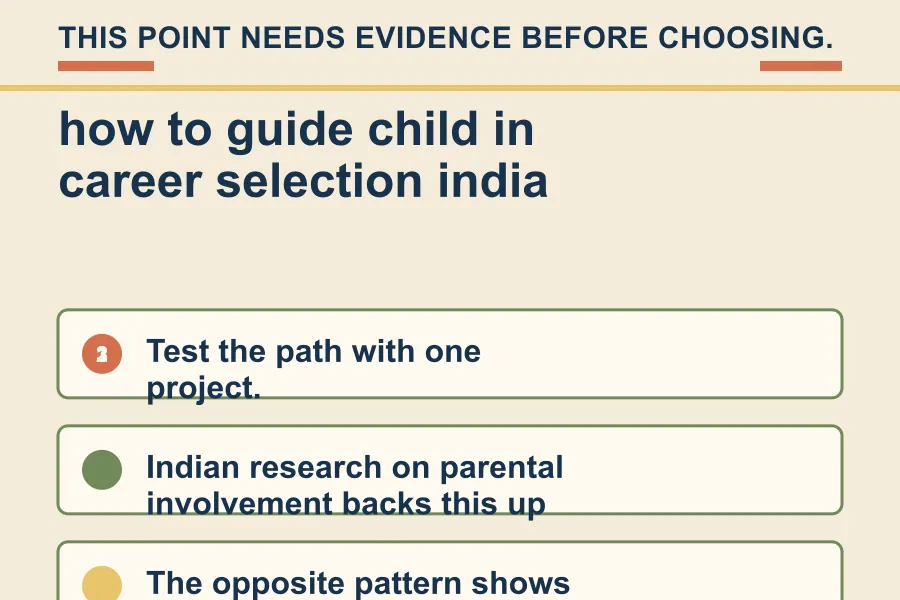 THIS POINT NEEDS EVIDENCE BEFORE CHOOSING.
how to guide child in
career selection india
Test the path with one
project.
Indian research on parental
involvement backs this up
The opposite pattern shows